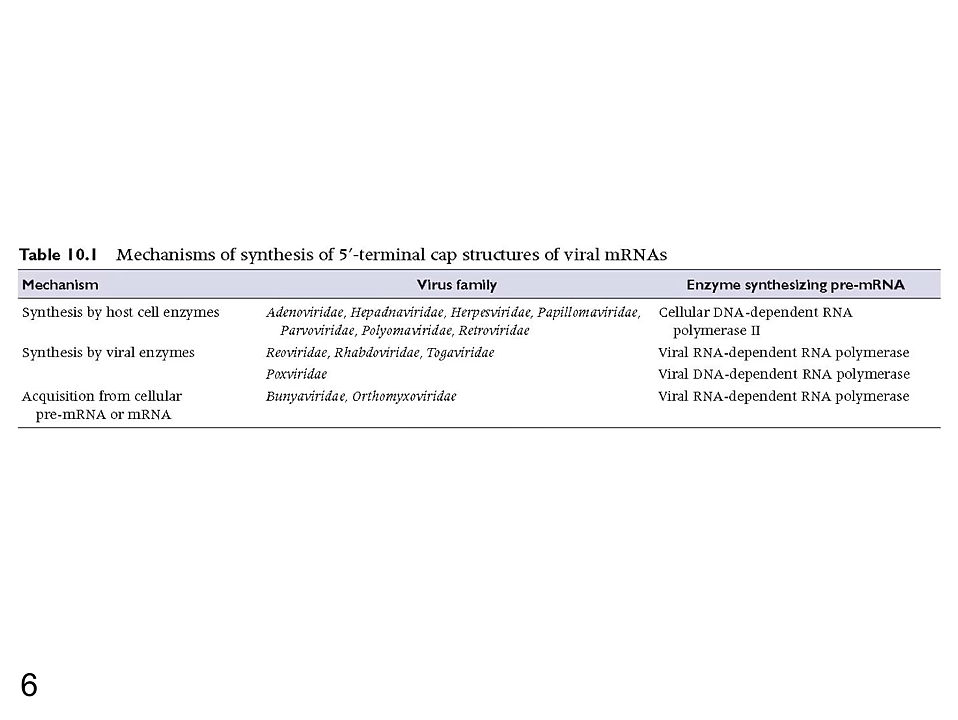 Table 10.1 Mechanisms of synthesis of 5′-terminal cap structures of viral mRNAs
Mechanism Virus family Enzyme synthesizing pre-mRNA
Synthesis by host cell enzymes Adenoviridae, Hepadnaviridae, Herpesviridae, Papillomaviridae, Cellular DNA-dependent RNA
Parvoviridae, Polyomaviridae, Retroviridae polymerase II
Synthesis by viral enzymes Reoviridae, Rhabdoviridae, Togaviridae Viral RNA-dependent RNA polymerase
Poxviridae Viral DNA-dependent RNA polymerase
Acquisition from cellular Bunyaviridae, Orthomyxoviridae Viral RNA-dependent RNA polymerase
pre-mRNA or mRNA
6